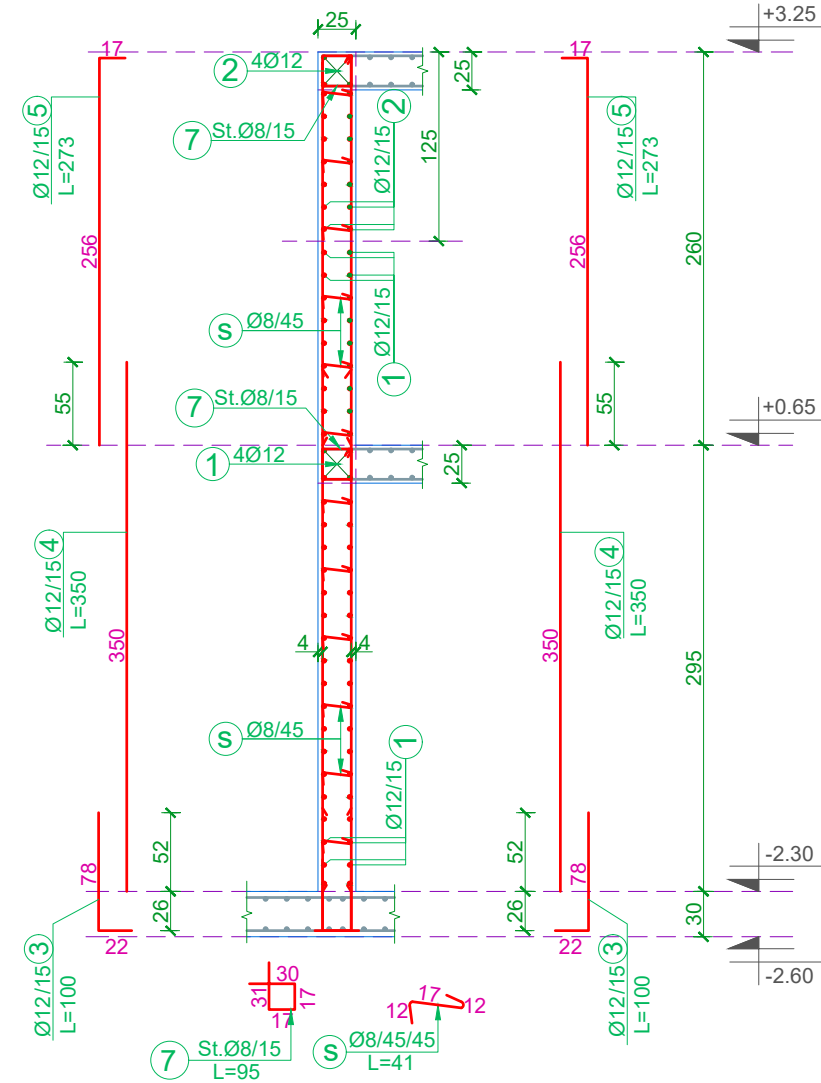 25
+3.25
17
2 4Ø12
17
25
7 St.Ø8/15
2
Ø12/15
125
5
Ø12/15
L=273
5
Ø12/15
L=273
256
256
260
Ø12/15
1
S Ø8/45
55
55
7 St.Ø8/15
+0.65
1 4Ø12
25
4
Ø12/15
L=350
4
Ø12/15
L=350
350
350
4
4
295
S Ø8/45
1
Ø12/15
52
52
78
78
-2.30
26
26
30
22
22
-2.60
3
Ø12/15
L=100
3
Ø12/15
L=100
30
31
17
17
7 St.Ø8/15
L=95
12
17
12
S Ø8/45/45
L=41